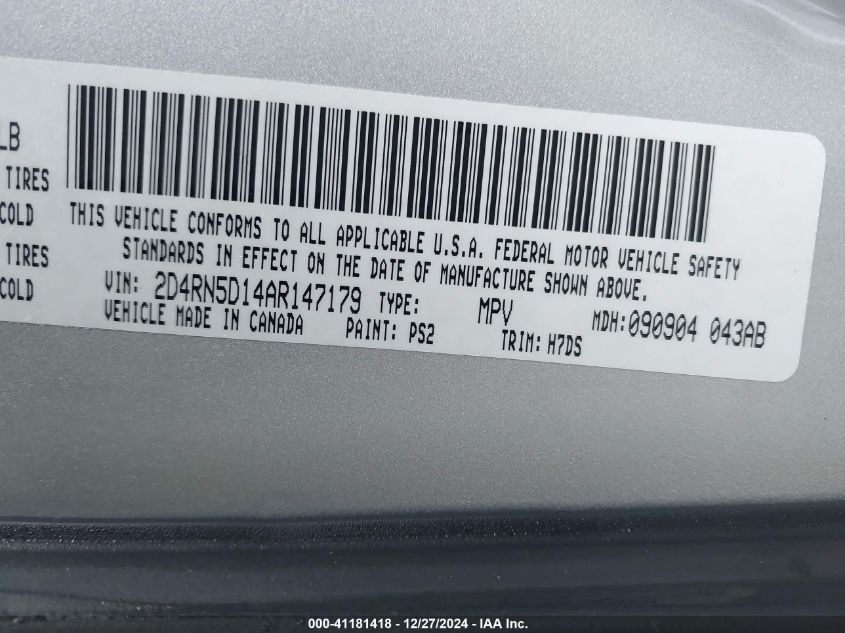 LB
TIRES
COLD
TIRES
COLD
THIS VEHICLE CONFORMS TO ALL APPLICABLE U.S.A. FEDERAL MOTOR VEHICLE SAFETY
STANDARDS IN EFFECT ON THE DATE OF MANUFACTURE SHOWN ABOVE.
VIN: 2D4RN5D14AR147179 TYPE: MPV MDH:090904 043AB
VEHICLE MADE IN CANADA PAINT: PS2 TRIM: H7DS
000-41181418 - 12/27/2024 - IAA Inc.